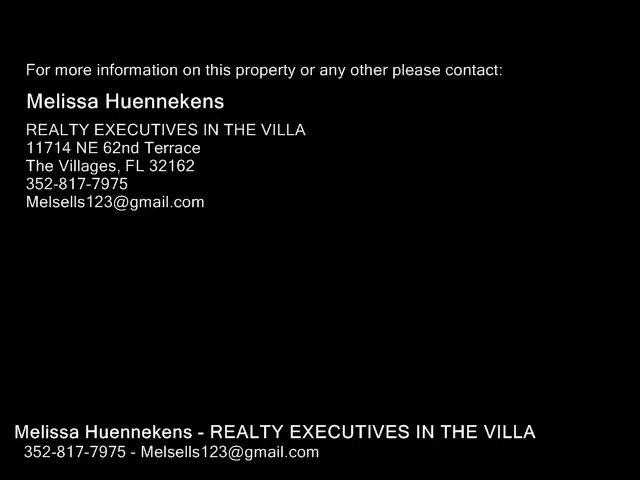 For more information on this property or any other please contact:
Melissa Huennekens
REALTY EXECUTIVES IN THE VILLA
11714 NE 62nd Terrace
The Villages, FL 32162
352-817-7975
Melsells123@gmail.com
Melissa Huennekens - REALTY EXECUTIVES IN THE VILLA
352-817-7975 - Melsells123@gmail.com